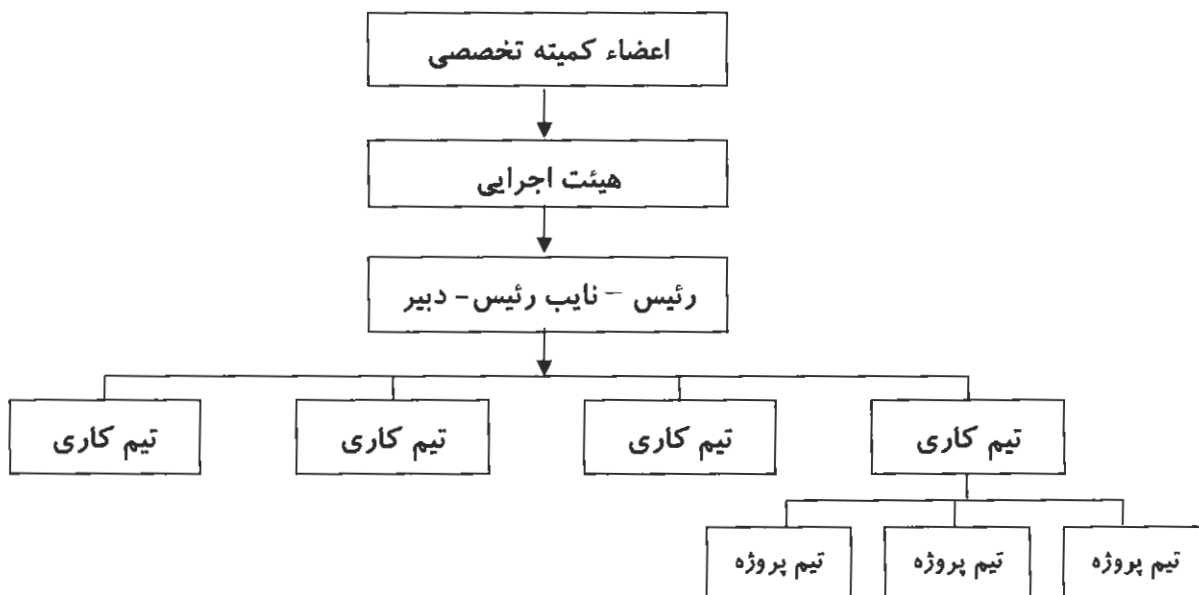 اعضاء کمیته تخصصی
هیئت اجرایی
رئیس – نایب رئیس- دبیر
تیم کاری
تیم کاری
تیم کاری
تیم کاری
تیم پروژه
تیم پروژه
تیم پروژه